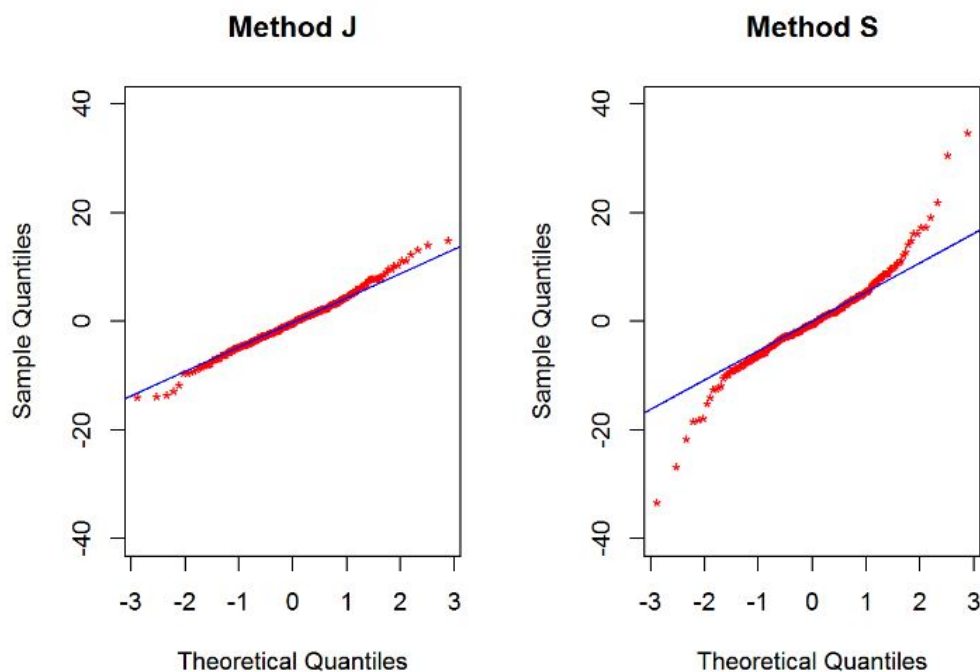 Method J
Sample Quantiles
40
20
0
-20
-40
-3 -2 -1 0 1 2 3
Theoretical Quantiles
Method S
Sample Quantiles
40
20
0
-20
-40
-3 -2 -1 0 1 2 3
Theoretical Quantiles